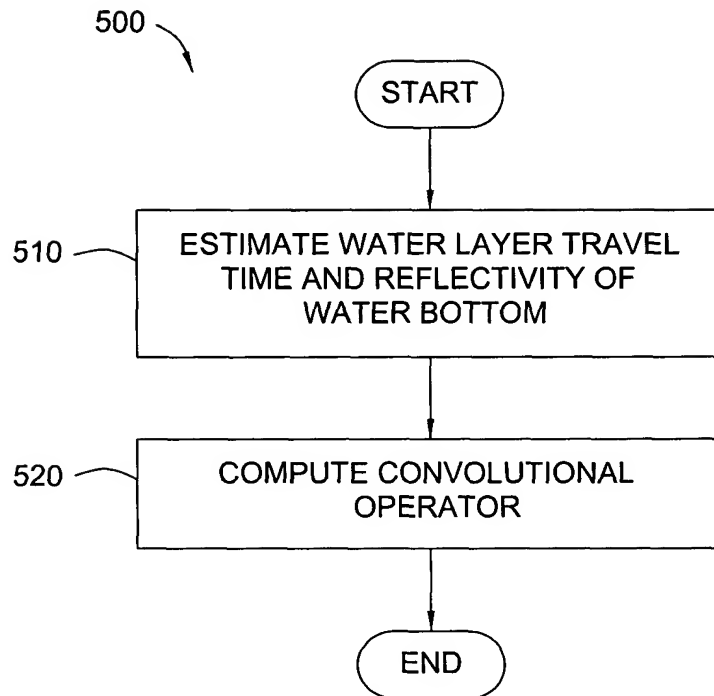 500
START
510
ESTIMATE WATER LAYER TRAVEL
TIME AND REFLECTIVITY OF
WATER BOTTOM
520
COMPUTE CONVOLUTIONAL
OPERATOR
END